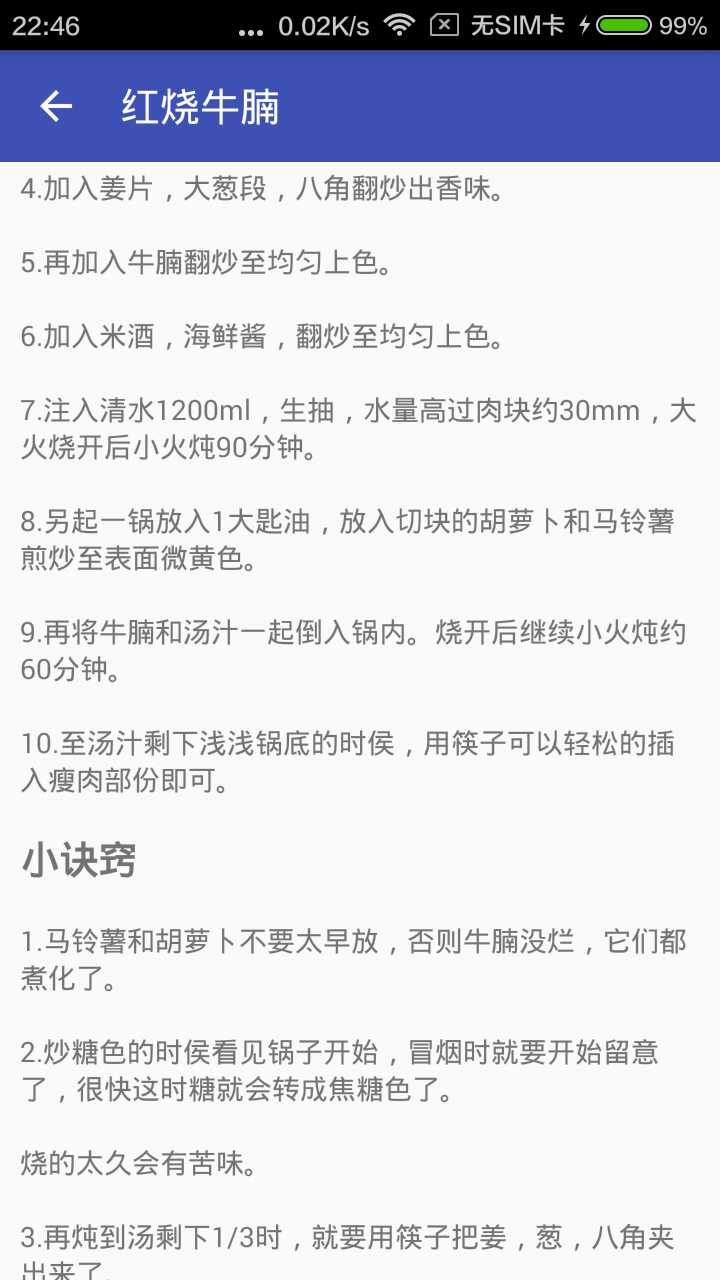 22:46 ... 0.02K/s 无SIM卡 99%
红烧牛腩
4.加入姜片，大葱段，八角翻炒出香味。
5.再加入牛腩翻炒至均匀上色。
6.加入米酒，海鲜酱，翻炒至均匀上色。
7.注入清水1200ml，生抽，水量高过肉块约30mm，大
火烧开后小火炖90分钟。
8.另起一锅放入1大匙油，放入切块的胡萝卜和马铃薯
煎炒至表面微黄色。
9.再将牛腩和汤汁一起倒入锅内。烧开后继续小火炖约
60分钟。
10.至汤汁剩下浅浅锅底的时侯，用筷子可以轻松的插
入瘦肉部份即可。
小诀窍
1.马铃薯和胡萝卜不要太早放，否则牛腩没烂，它们都
煮化了。
2.炒糖色的时侯看见锅子开始，冒烟时就要开始留意
了，很快这时糖就会转成焦糖色了。
烧的太久会有苦味。
3.再炖到汤剩下1/3时，就要用筷子把姜，葱，八角夹
出来了